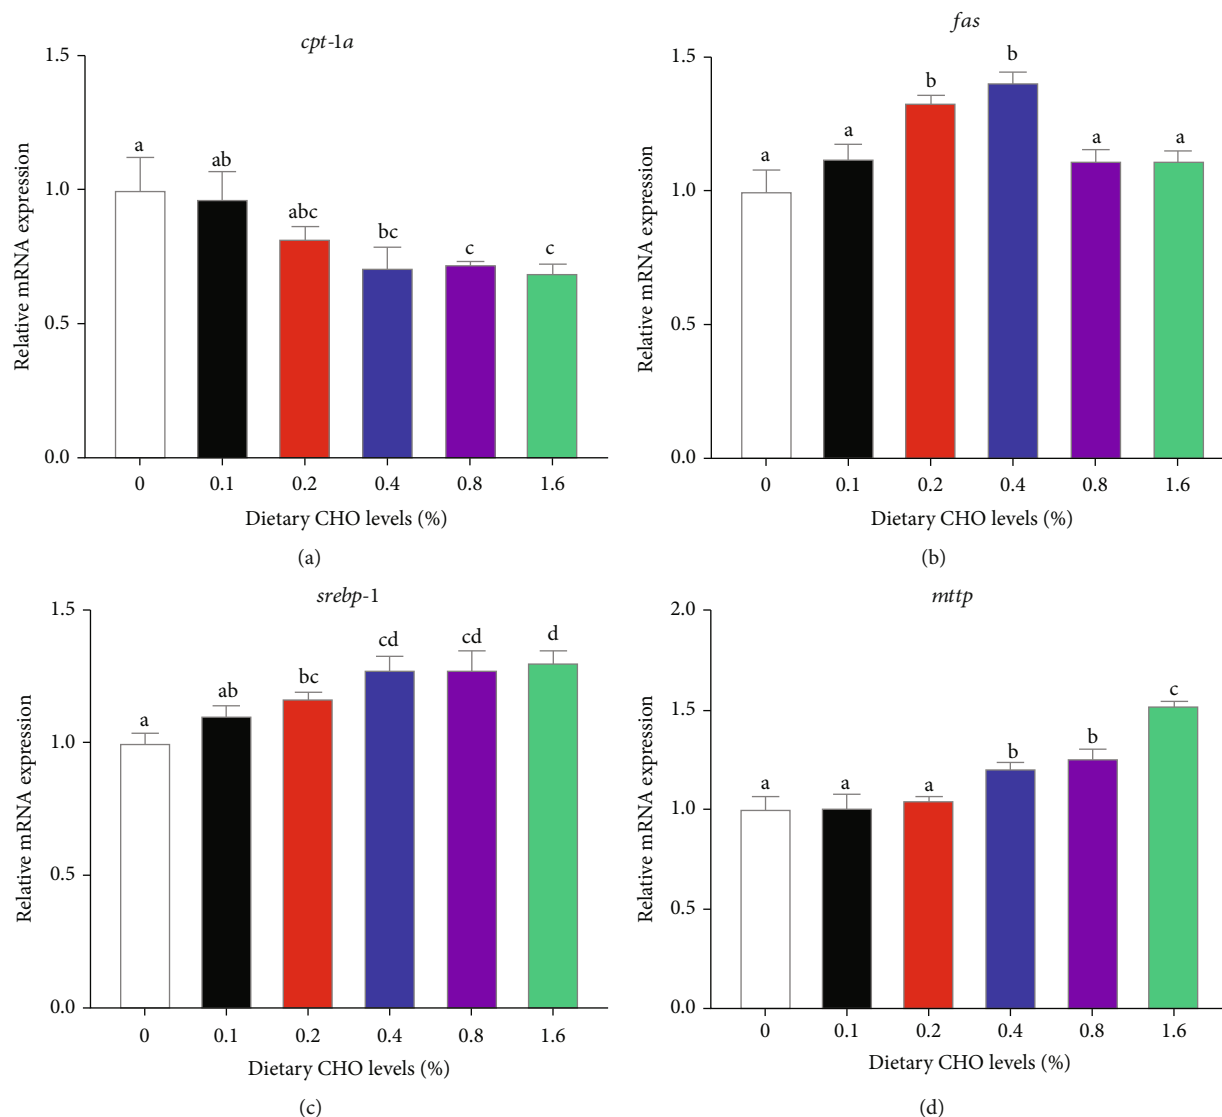 cpt-1a
1.5
a
ab
abc
bc
c
c
1.0
0.5
0.0
Relative mRNA expression
0 0.1 0.2 0.4 0.8 1.6
Dietary CHO levels (%)
(a)
fas
1.5
a
a
b
b
a
a
1.0
0.5
0.0
Relative mRNA expression
0 0.1 0.2 0.4 0.8 1.6
Dietary CHO levels (%)
(b)
srebp-1
1.5
a
ab
bc
cd
cd
d
1.0
0.5
0.0
Relative mRNA expression
0 0.1 0.2 0.4 0.8 1.6
Dietary CHO levels (%)
(c)
mttp
2.0
a
a
a
b
b
c
1.5
1.0
0.5
0.0
Relative mRNA expression
0 0.1 0.2 0.4 0.8 1.6
Dietary CHO levels (%)
(d)